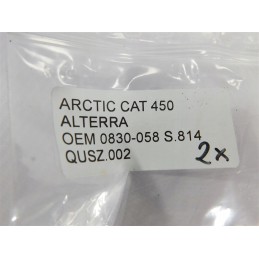 ARCTIC CAT 450
ALTERRA
OEM 0830-058 S.814
QUSZ.002 2x